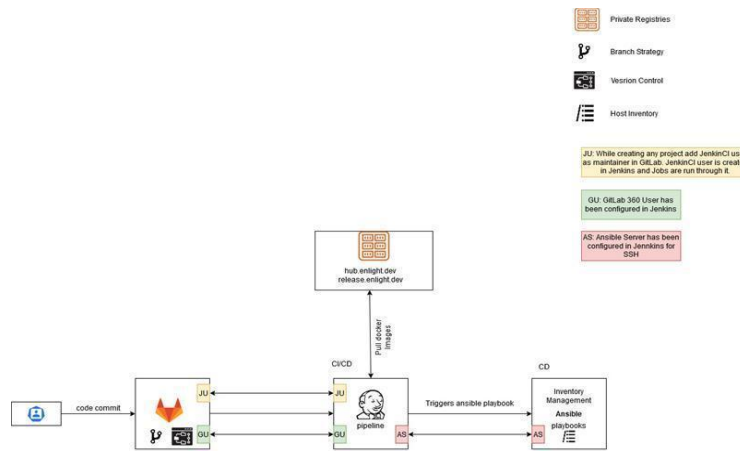 Private Registries
Branch Strategy
Vesrion Control
Host Inventory
JU: While creating any project add JenkinCI
as maintainer in GitLab. JenkinCI user is
in Jenkins and Jobs are run through it.
GU: GitLab 360 User has
been configured in Jenkins
AS: Ansible Server has been
configured in Jennkins for
SSH
hub.enlight.dev
release.enlight.dev
Pull docker
Images
CI/CD
CD
JU
JU
Inventory
Management
code commit
Triggers ansible playbook
Ansible
pipeline
playbooks
GU
GU
AS
AS